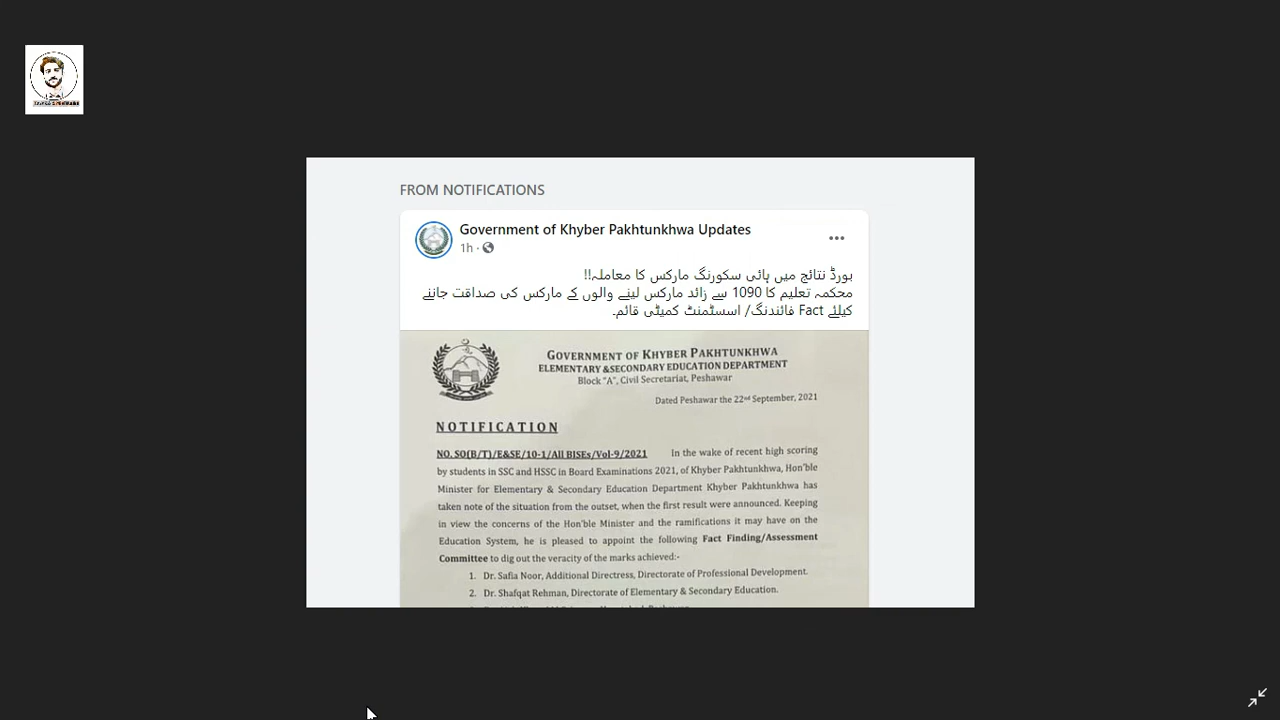 FROM NOTIFICATIONS
Government of Khyber Pakhtunkhwa Updates
1h ·
بورڈ نتائج میں ہائی سکورنگ مارکس کا معاملہ!!
محکمہ تعلیم کا 1090 سے زائد مارکس لینے والوں کے مارکس کی صداقت جاننے
کیلئے Fact فائنڈنگ/ اسسٹمنٹ کمیٹی قائم۔
GOVERNMENT OF KHYBER PAKHTUNKHWA
ELEMENTARY &SECONDARY EDUCATION DEPARTMENT
Block "A", Civil Secretariat, Peshawar
Dated Peshawar the 22nd September, 2021
NOTIFICATION
NO. SO(B/T)/E&SE/10-1/All BISEs/Vol-9/2021 In the wake of recent high scoring
by students in SSC and HSSC in Board Examinations 2021, of Khyber Pakhtunkhwa, Hon'ble
Minister for Elementary & Secondary Education Department Khyber Pakhtunkhwa has
taken note of the situation from the outset, when the first result were announced. Keeping
in view the concerns of the Hon'ble Minister and the ramifications it may have on the
Education System, he is pleased to appoint the following Fact Finding/Assessment
Committee to dig out the veracity of the marks achieved:-
1. Dr. Safia Noor, Additional Directress, Directorate of Professional Development.
2. Dr. Shafqat Rehman, Directorate of Elementary & Secondary Education.